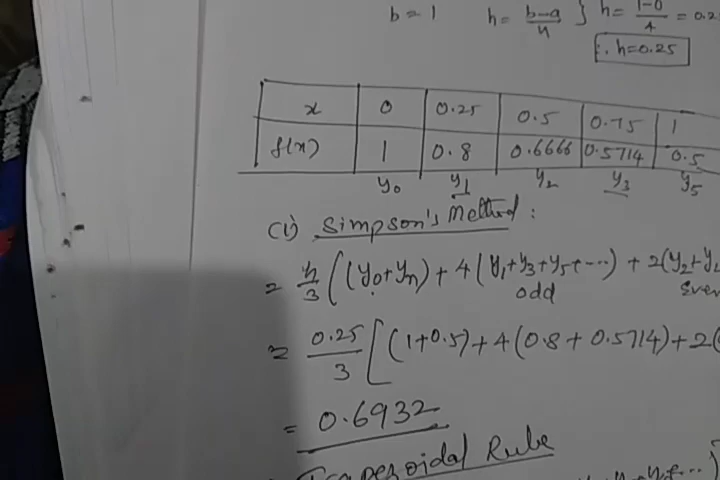 b = 1 h = b-a/n } h = 1-0/4 = 0.2
∴ h=0.25
x 0 0.25 0.5 0.75 1
f(x) 1 0.8 0.6666 0.5714 0.5
y0 y1 y2 y3 y5
(i) Simpson's Method :
= h/3 ((y0+yn) + 4(y1+y3+y5+---) + 2(y2+y4
odd Even
= 0.25/3 [(1+0.5)+4(0.8+0.5714)+2(
= 0.6932
Trapezoidal Rule